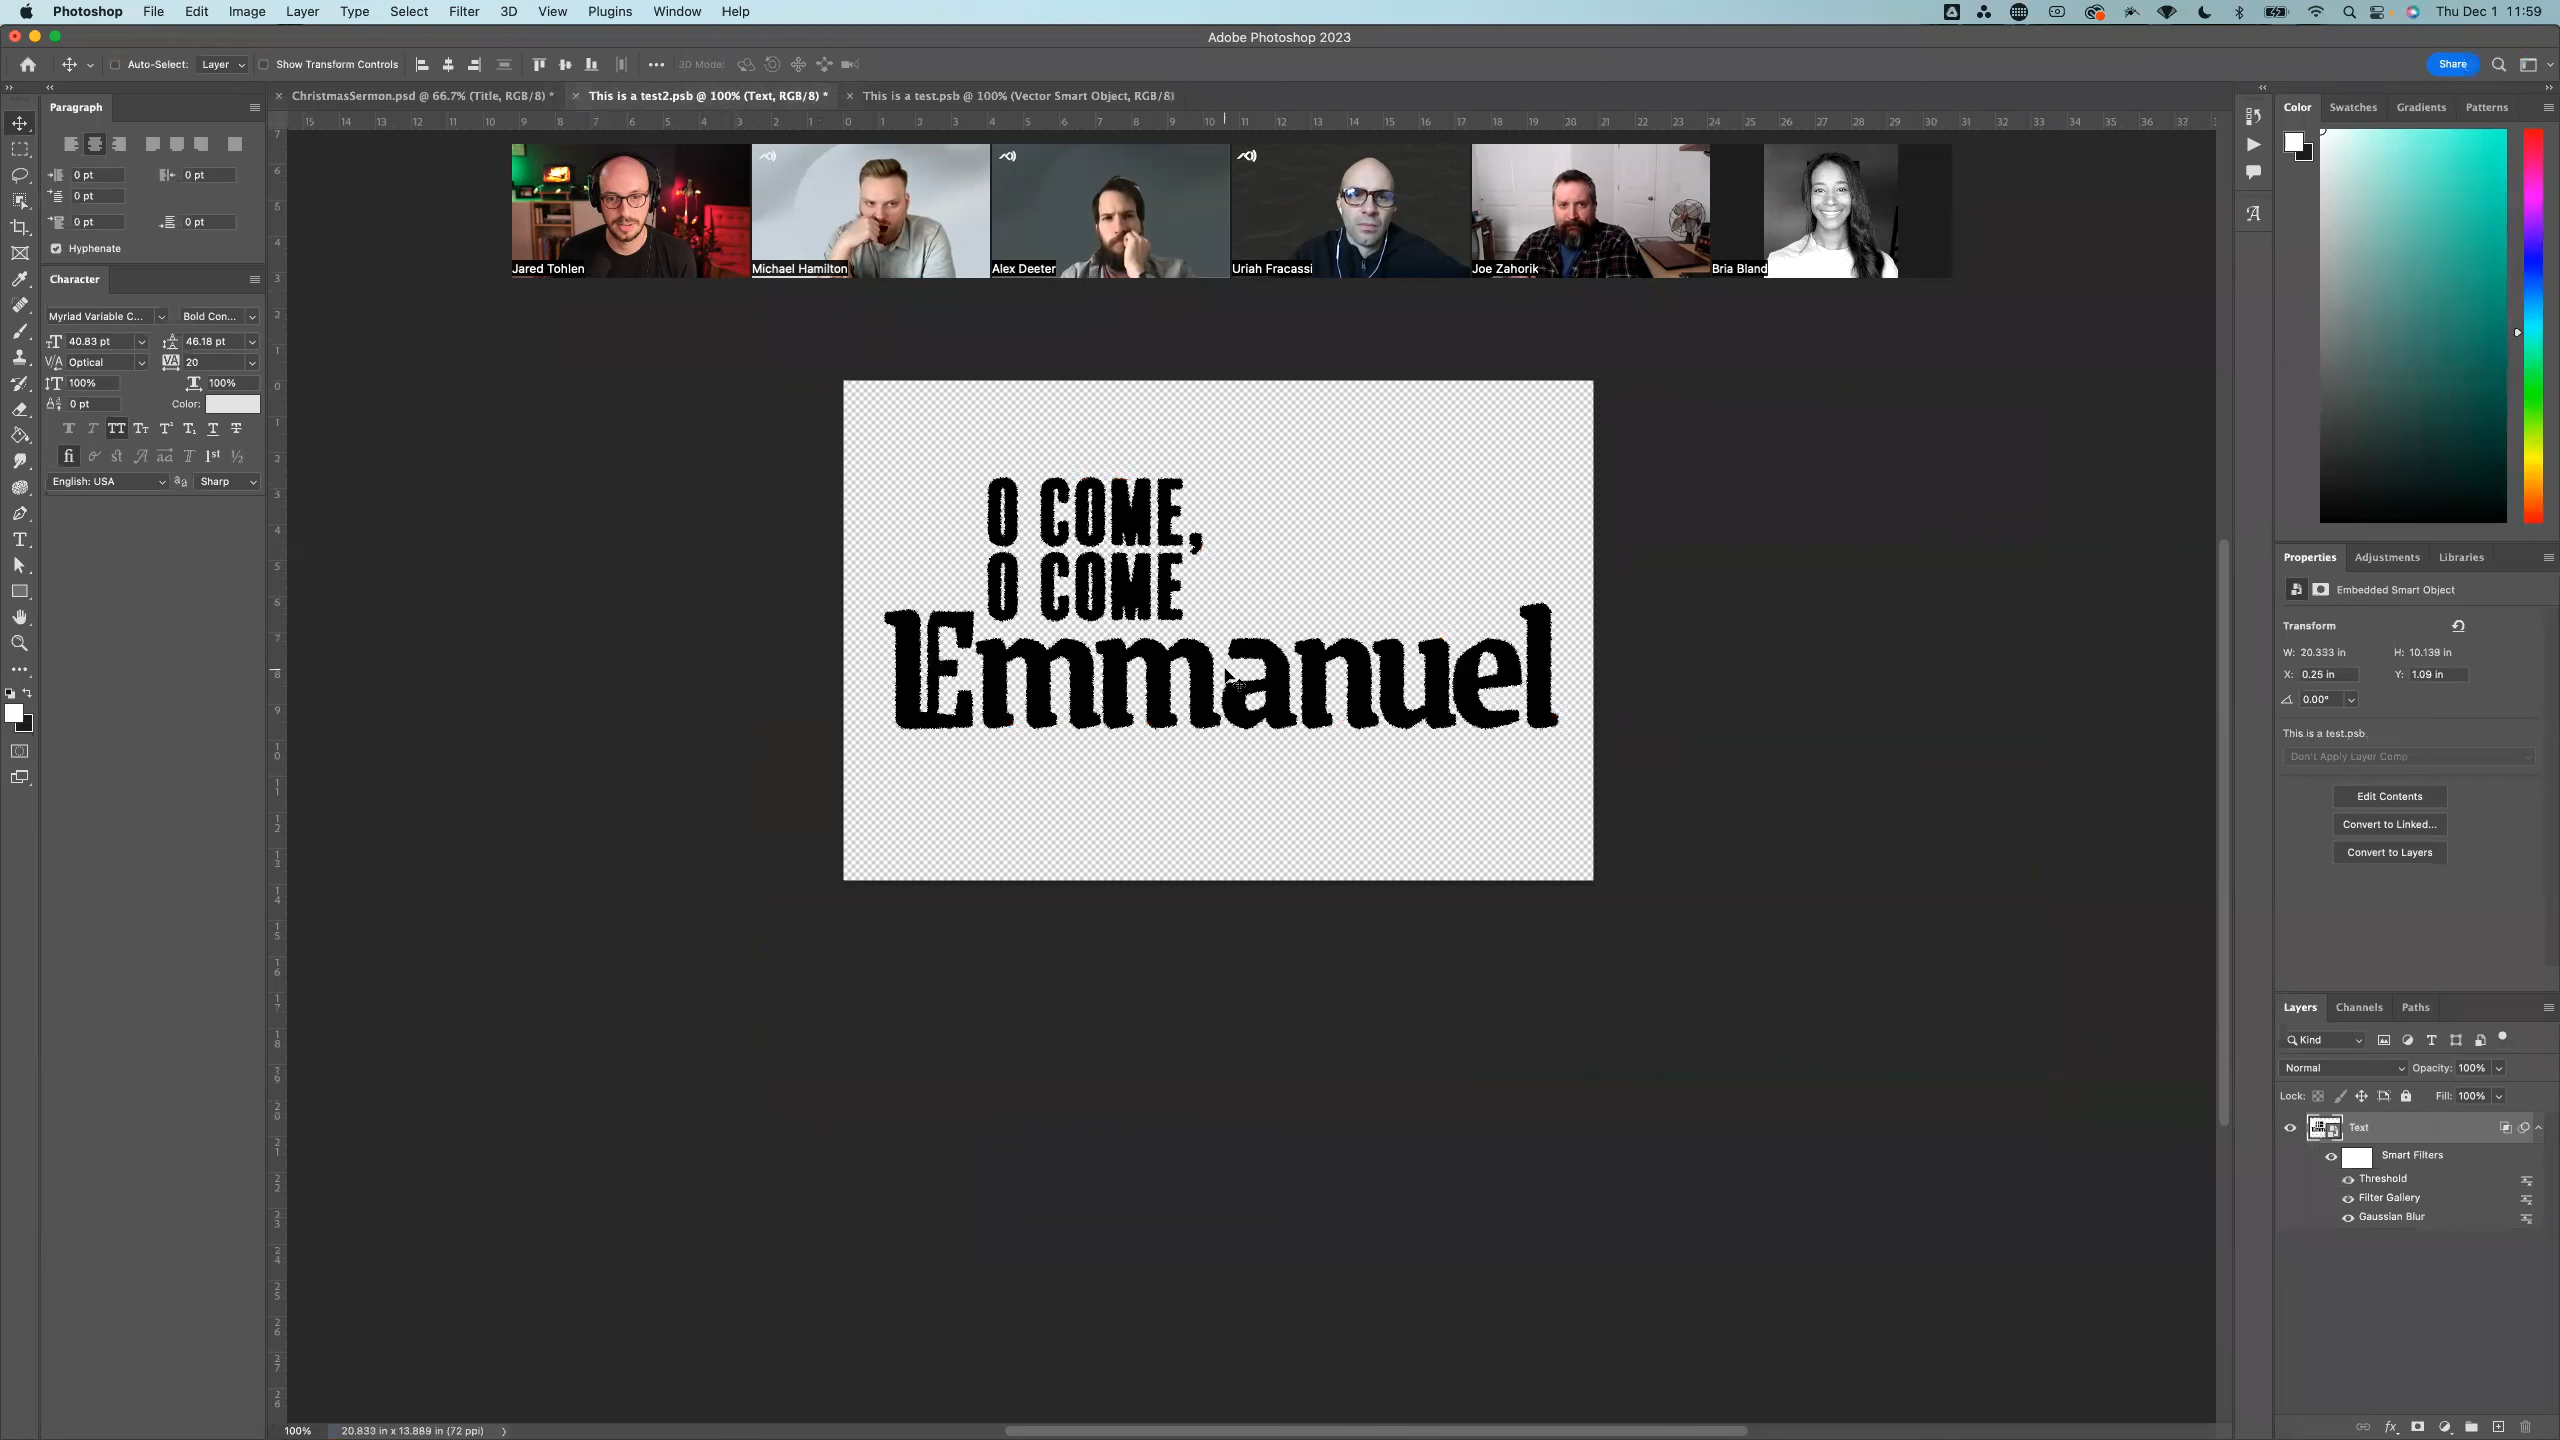 Photoshop File Edit Image Layer Type Select Filter 3D View Plugins Window Help Thu Dec 1 11:59
Adobe Photoshop 2023
Auto-Select: Layer Show Transform Controls 3D Mode: Share
ChristmasSermon.psd @ 66.7% (Title, RGB/8) * This is a test2.psb @ 100% (Text, RGB/8) * This is a test.psb @ 100% (Vector Smart Object, RGB/8)
Paragraph
0 pt 0 pt
0 pt
0 pt 0 pt
Hyphenate
Character
Myriad Variable C... Bold Con...
40.83 pt 46.18 pt
Optical 20
100% 100%
0 pt Color:
English: USA Sharp
Jared Tohlen Michael Hamilton Alex Deeter Uriah Fracassi Joe Zahorik Bria Bland
O COME,
O COME
Emmanuel
Color Swatches Gradients Patterns
Properties Adjustments Libraries
Embedded Smart Object
Transform
W: 20.333 in H: 10.139 in
X: 0.25 in Y: 1.09 in
0.00°
This is a test.psb
Don't Apply Layer Comp
Edit Contents
Convert to Linked...
Convert to Layers
Layers Channels Paths
Kind
Normal Opacity: 100%
Lock: Fill: 100%
Text
Smart Filters
Threshold
Filter Gallery
Gaussian Blur
100% 20.833 in x 13.889 in (72 ppi)